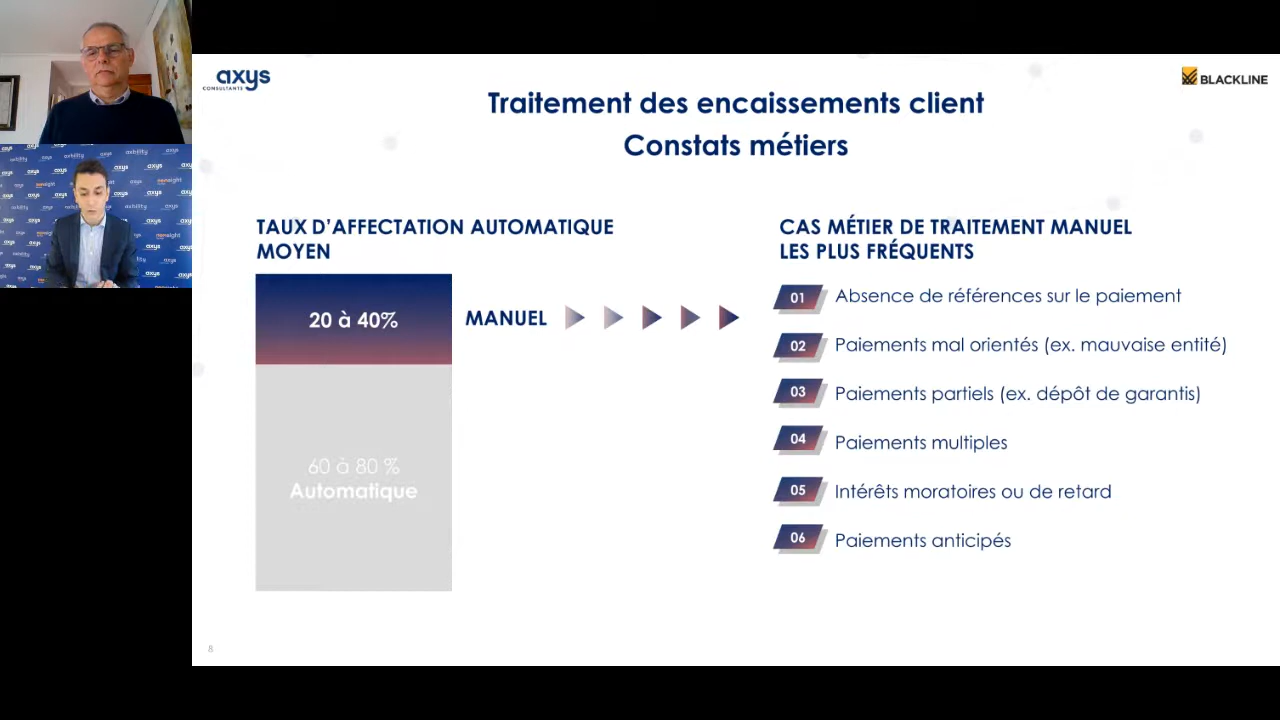 axys
CONSULTANTS
BLACKLINE
Traitement des encaissements client
Constats métiers
TAUX D'AFFECTATION AUTOMATIQUE
MOYEN
20 à 40%
MANUEL
60 à 80 %
Automatique
CAS MÉTIER DE TRAITEMENT MANUEL
LES PLUS FRÉQUENTS
01 Absence de références sur le paiement
02 Paiements mal orientés (ex. mauvaise entité)
03 Paiements partiels (ex. dépôt de garantis)
04 Paiements multiples
05 Intérêts moratoires ou de retard
06 Paiements anticipés
8